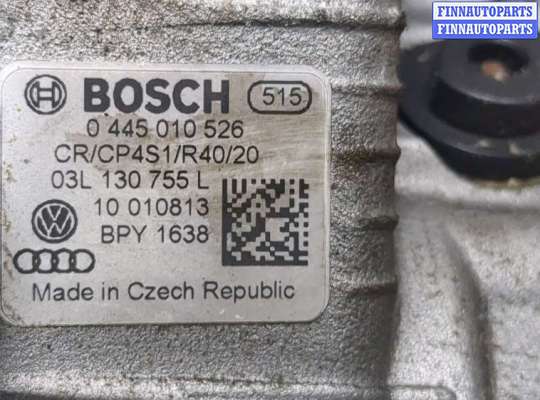 FINNAUTOPARTS
FINNAUTOPARTS
BOSCH 515
0 445 010 526
CR/CP4S1/R40/20
03L 130 755 L
10 010813
BPY 1638
Made in Czech Republic